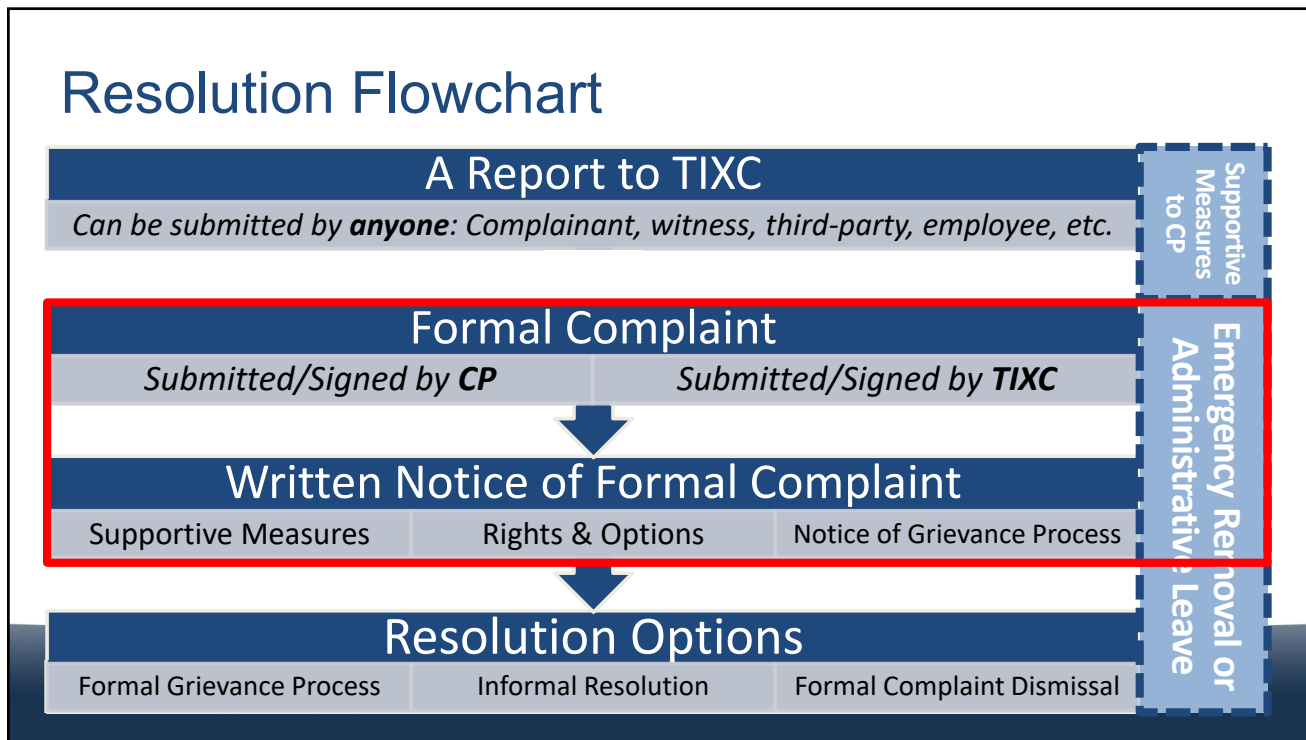 Resolution Flowchart
A Report to TIXC
Can be submitted by anyone: Complainant, witness, third-party, employee, etc.
Supportive
Measures
to CP
Formal Complaint
Submitted/Signed by CP
Submitted/Signed by TIXC
Written Notice of Formal Complaint
Supportive Measures
Rights & Options
Notice of Grievance Process
Emergency Removal or
Administrative Leave
Resolution Options
Formal Grievance Process
Informal Resolution
Formal Complaint Dismissal